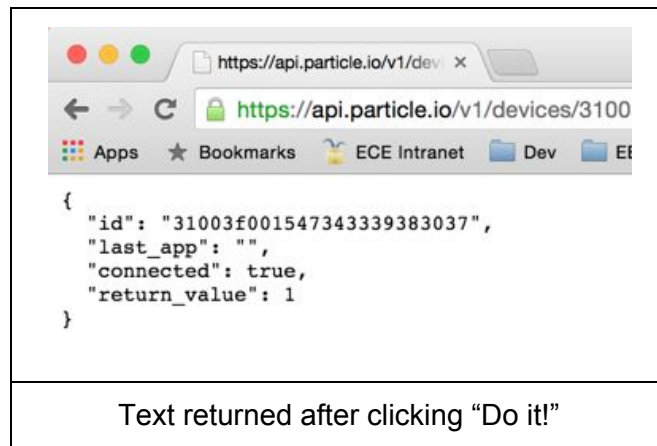 https://api.particle.io/v1/dev
https://api.particle.io/v1/devices/3100
Apps Bookmarks ECE Intranet Dev
{
"id": "31003f001547343339383037",
"last_app": "",
"connected": true,
"return_value": 1
}
Text returned after clicking “Do it!”